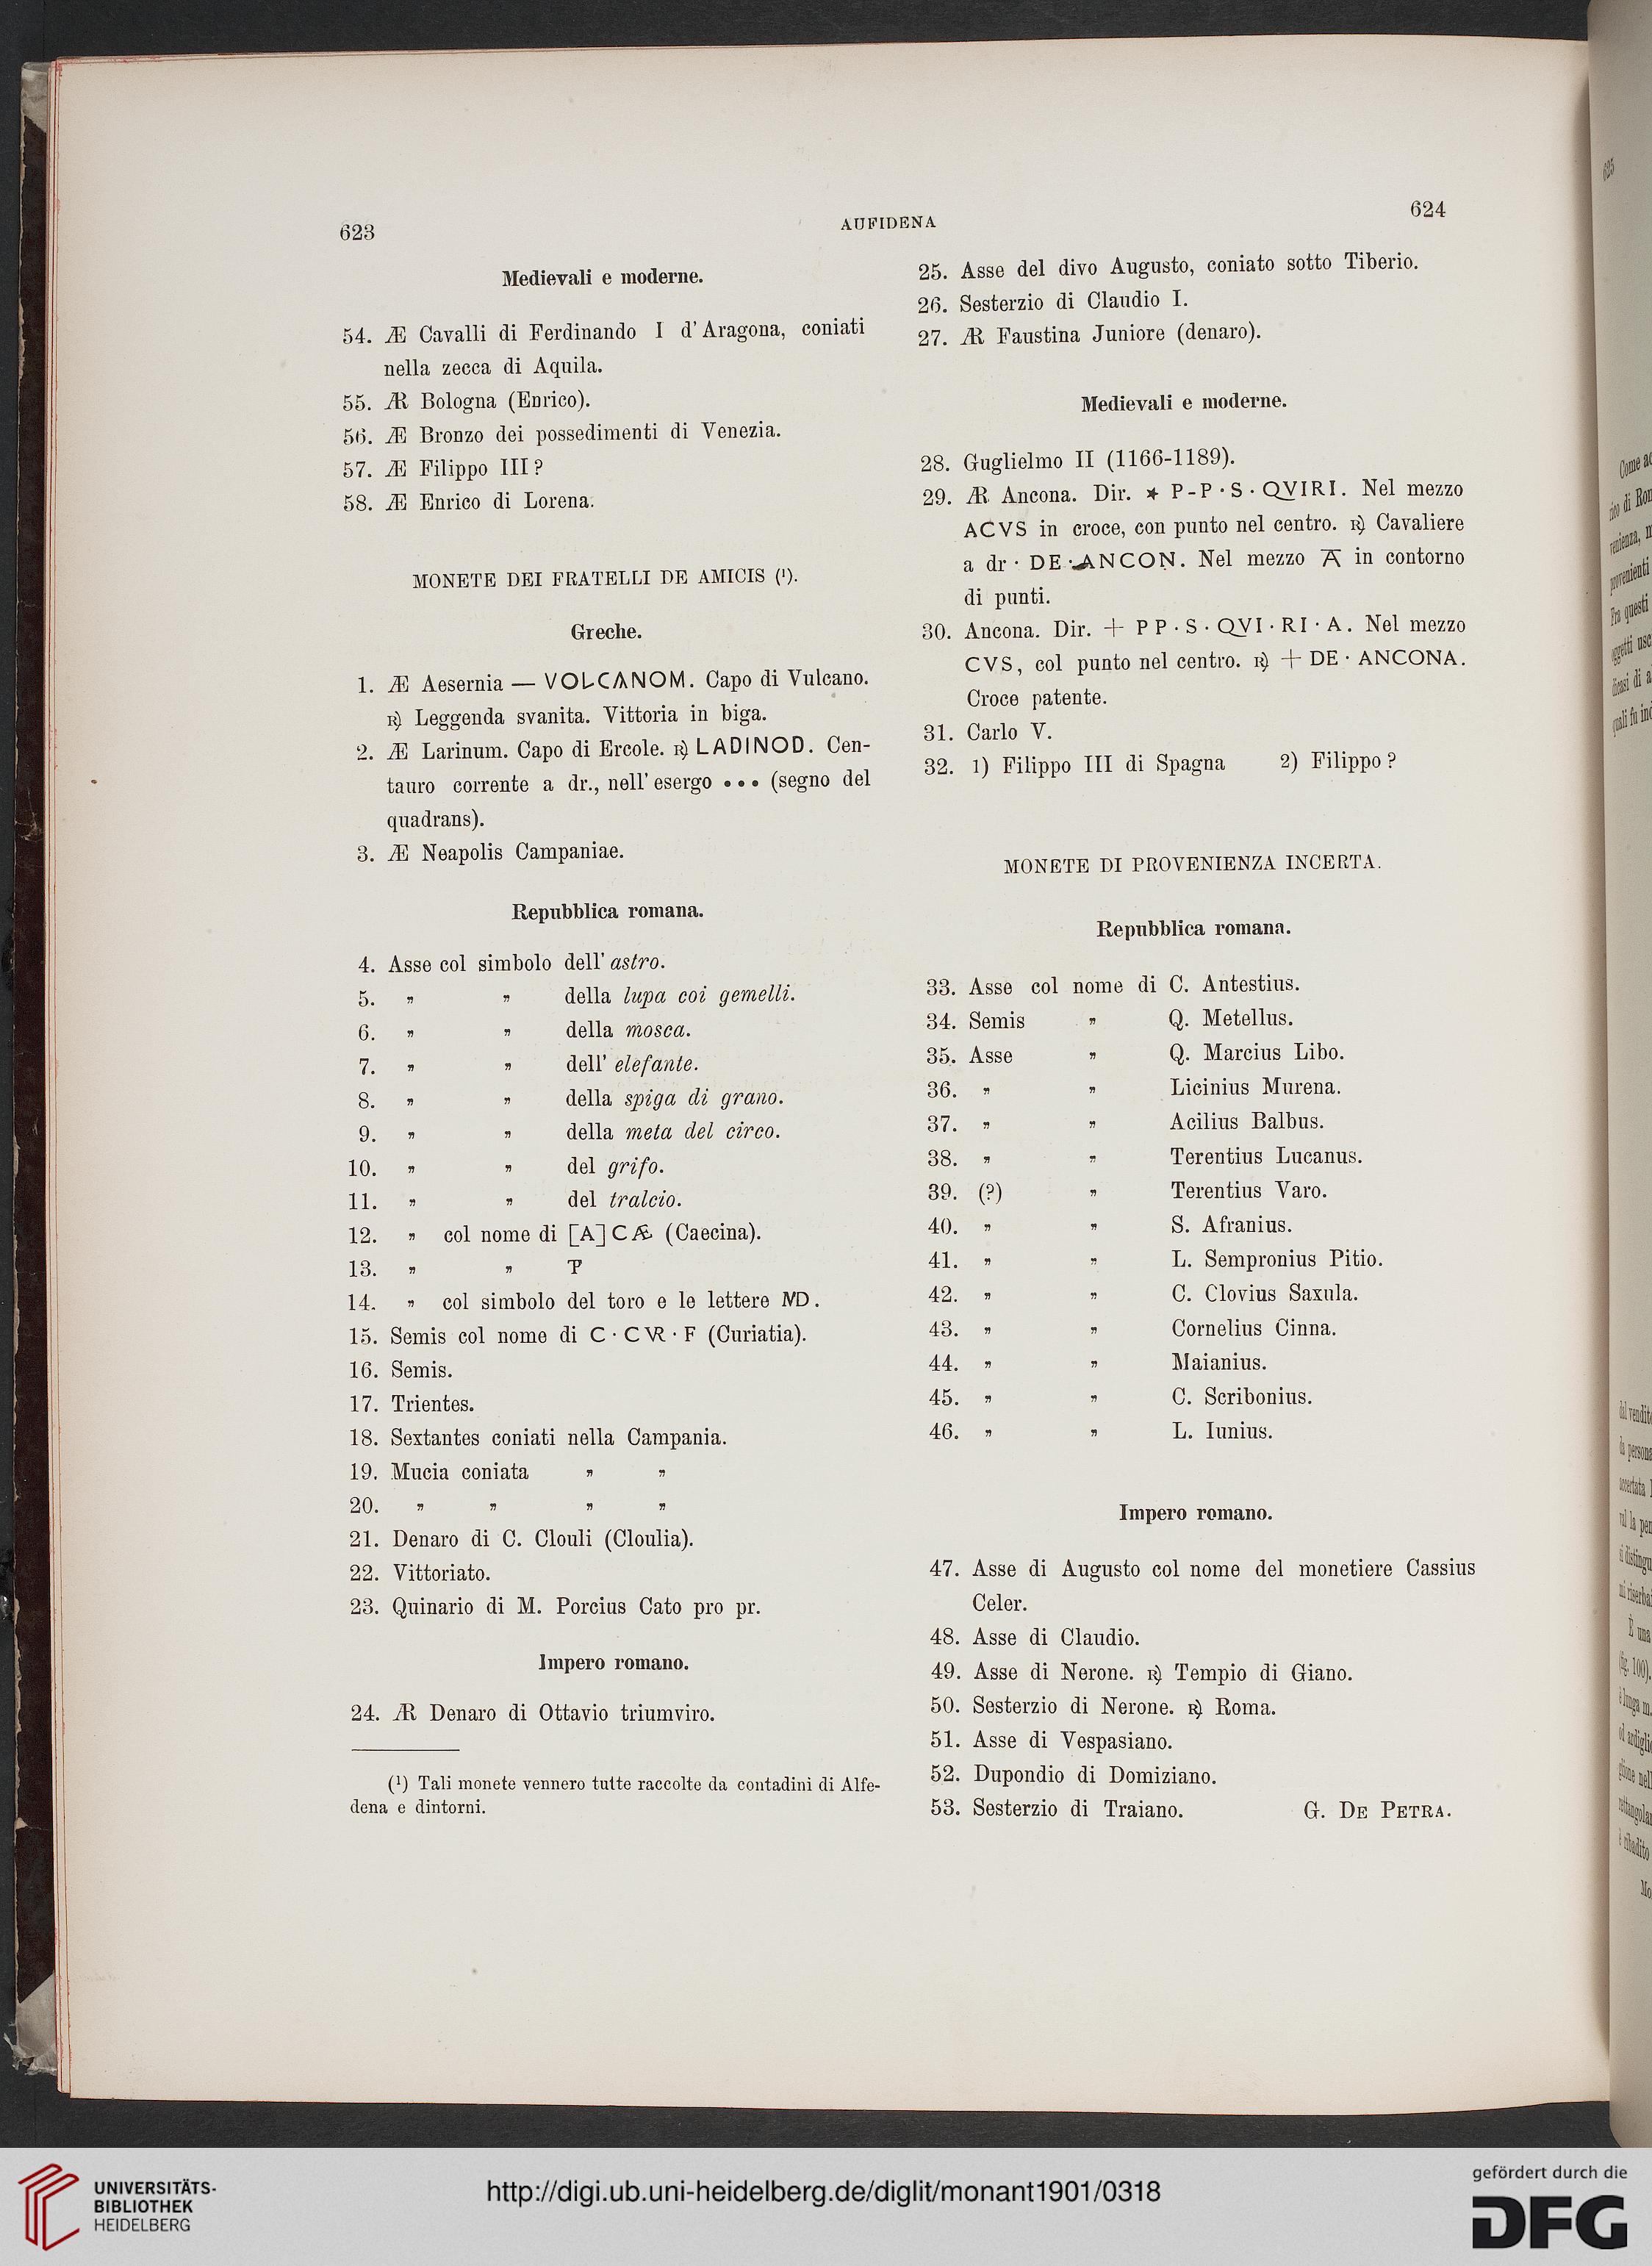 623
AUFIDENA
624
Medievali e moderne.
54. Æ Cavalli di Ferdinando I d' Aragona, coniati
nella zecca di Aquila.
55. AR Bologna (Enrico).
56. Æ Bronzo dei possedimenti di Venezia.
57. Æ Filippo III?
58. Æ Enrico di Lorena.
MONETE DEI FRATELLI DE AMICIS (¹).
Greche.
1. Æ Aesernia — VOLCANOM. Capo di Vulcano.
R) Leggenda svanita. Vittoria in biga.
2. Æ Larinum. Capo di Ercole. R) LADINOD. Cen-
tauro corrente a dr., nell' esergo • • • (segno del
quadrans).
3. Æ Neapolis Campaniae.
Repubblica romana.
4. Asse col simbolo dell' astro.
5. „ „ della lupa coi gemelli.
6. „ „ della mosca.
7. „ „ dell' elefante.
8. „ „ della spiga di grano.
9. „ „ della meta del circo.
10. „ „ del grifo.
11. „ „ del tralcio.
12. „ col nome di [A]CÆ (Caecina).
13. „ „
14. „ col simbolo del toro e le lettere ND.
15. Semis col nome di C · CVR · F (Curiatia).
16. Semis.
17. Trientes.
18. Sextantes coniati nella Campania.
19. Mucia coniata „ „
20. „ „ „ „
21. Denaro di C. Clouli (Cloulia).
22. Vittoriato.
23. Quinario di M. Porcius Cato pro pr.
Impero romano.
24. AR Denaro di Ottavio triumviro.
(¹) Tali monete vennero tutte raccolte da contadini di Alfe-
dena e dintorni.
25. Asse del divo Augusto, coniato sotto Tiberio.
26. Sesterzio di Claudio I.
27. AR Faustina Juniore (denaro).
Medievali e moderne.
28. Guglielmo II (1166-1189).
29. AR Ancona. Dir. * P-P · S · QVIRI. Nel mezzo
ACVS in croce, con punto nel centro. R) Cavaliere
a dr · DE · ANCON. Nel mezzo A in contorno
di punti.
30. Ancona. Dir. + P P · S · QVI · RI · A. Nel mezzo
CVS, col punto nel centro. R) + DE · ANCONA.
Croce patente.
31. Carlo V.
32. 1) Filippo III di Spagna 2) Filippo?
MONETE DI PROVENIENZA INCERTA.
Repubblica romana.
33. Asse col nome di C. Antestius.
34. Semis „ Q. Metellus.
35. Asse „ Q. Marcius Libo.
36. „ „ Licinius Murena.
37. „ „ Acilius Balbus.
38. „ „ Terentius Lucanus.
39. (?) „ Terentius Varo.
40. „ „ S. Afranius.
41. „ „ L. Sempronius Pitio.
42. „ „ C. Clovius Saxula.
43. „ „ Cornelius Cinna.
44. „ „ Maianius.
45. „ „ C. Scribonius.
46. „ „ L. Iunius.
Impero romano.
47. Asse di Augusto col nome del monetiere Cassius
Celer.
48. Asse di Claudio.
49. Asse di Nerone. R) Tempio di Giano.
50. Sesterzio di Nerone. R) Roma.
51. Asse di Vespasiano.
52. Dupondio di Domiziano.
53. Sesterzio di Traiano. G. DE PETRA.
625
UNIVERSITÄTS-
BIBLIOTHEK
HEIDELBERG
http://digi.ub.uni-heidelberg.de/diglit/monant1901/0318
gefördert durch die
DFG